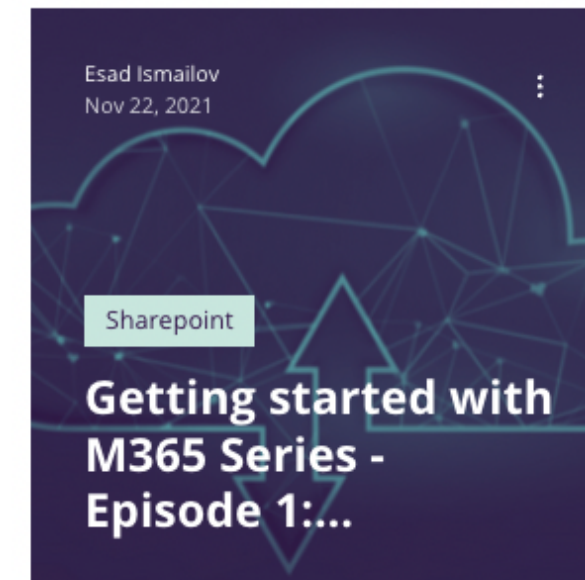 Esad Ismailov
Nov 22, 2021
Sharepoint
Getting started with
M365 Series -
Episode 1:...